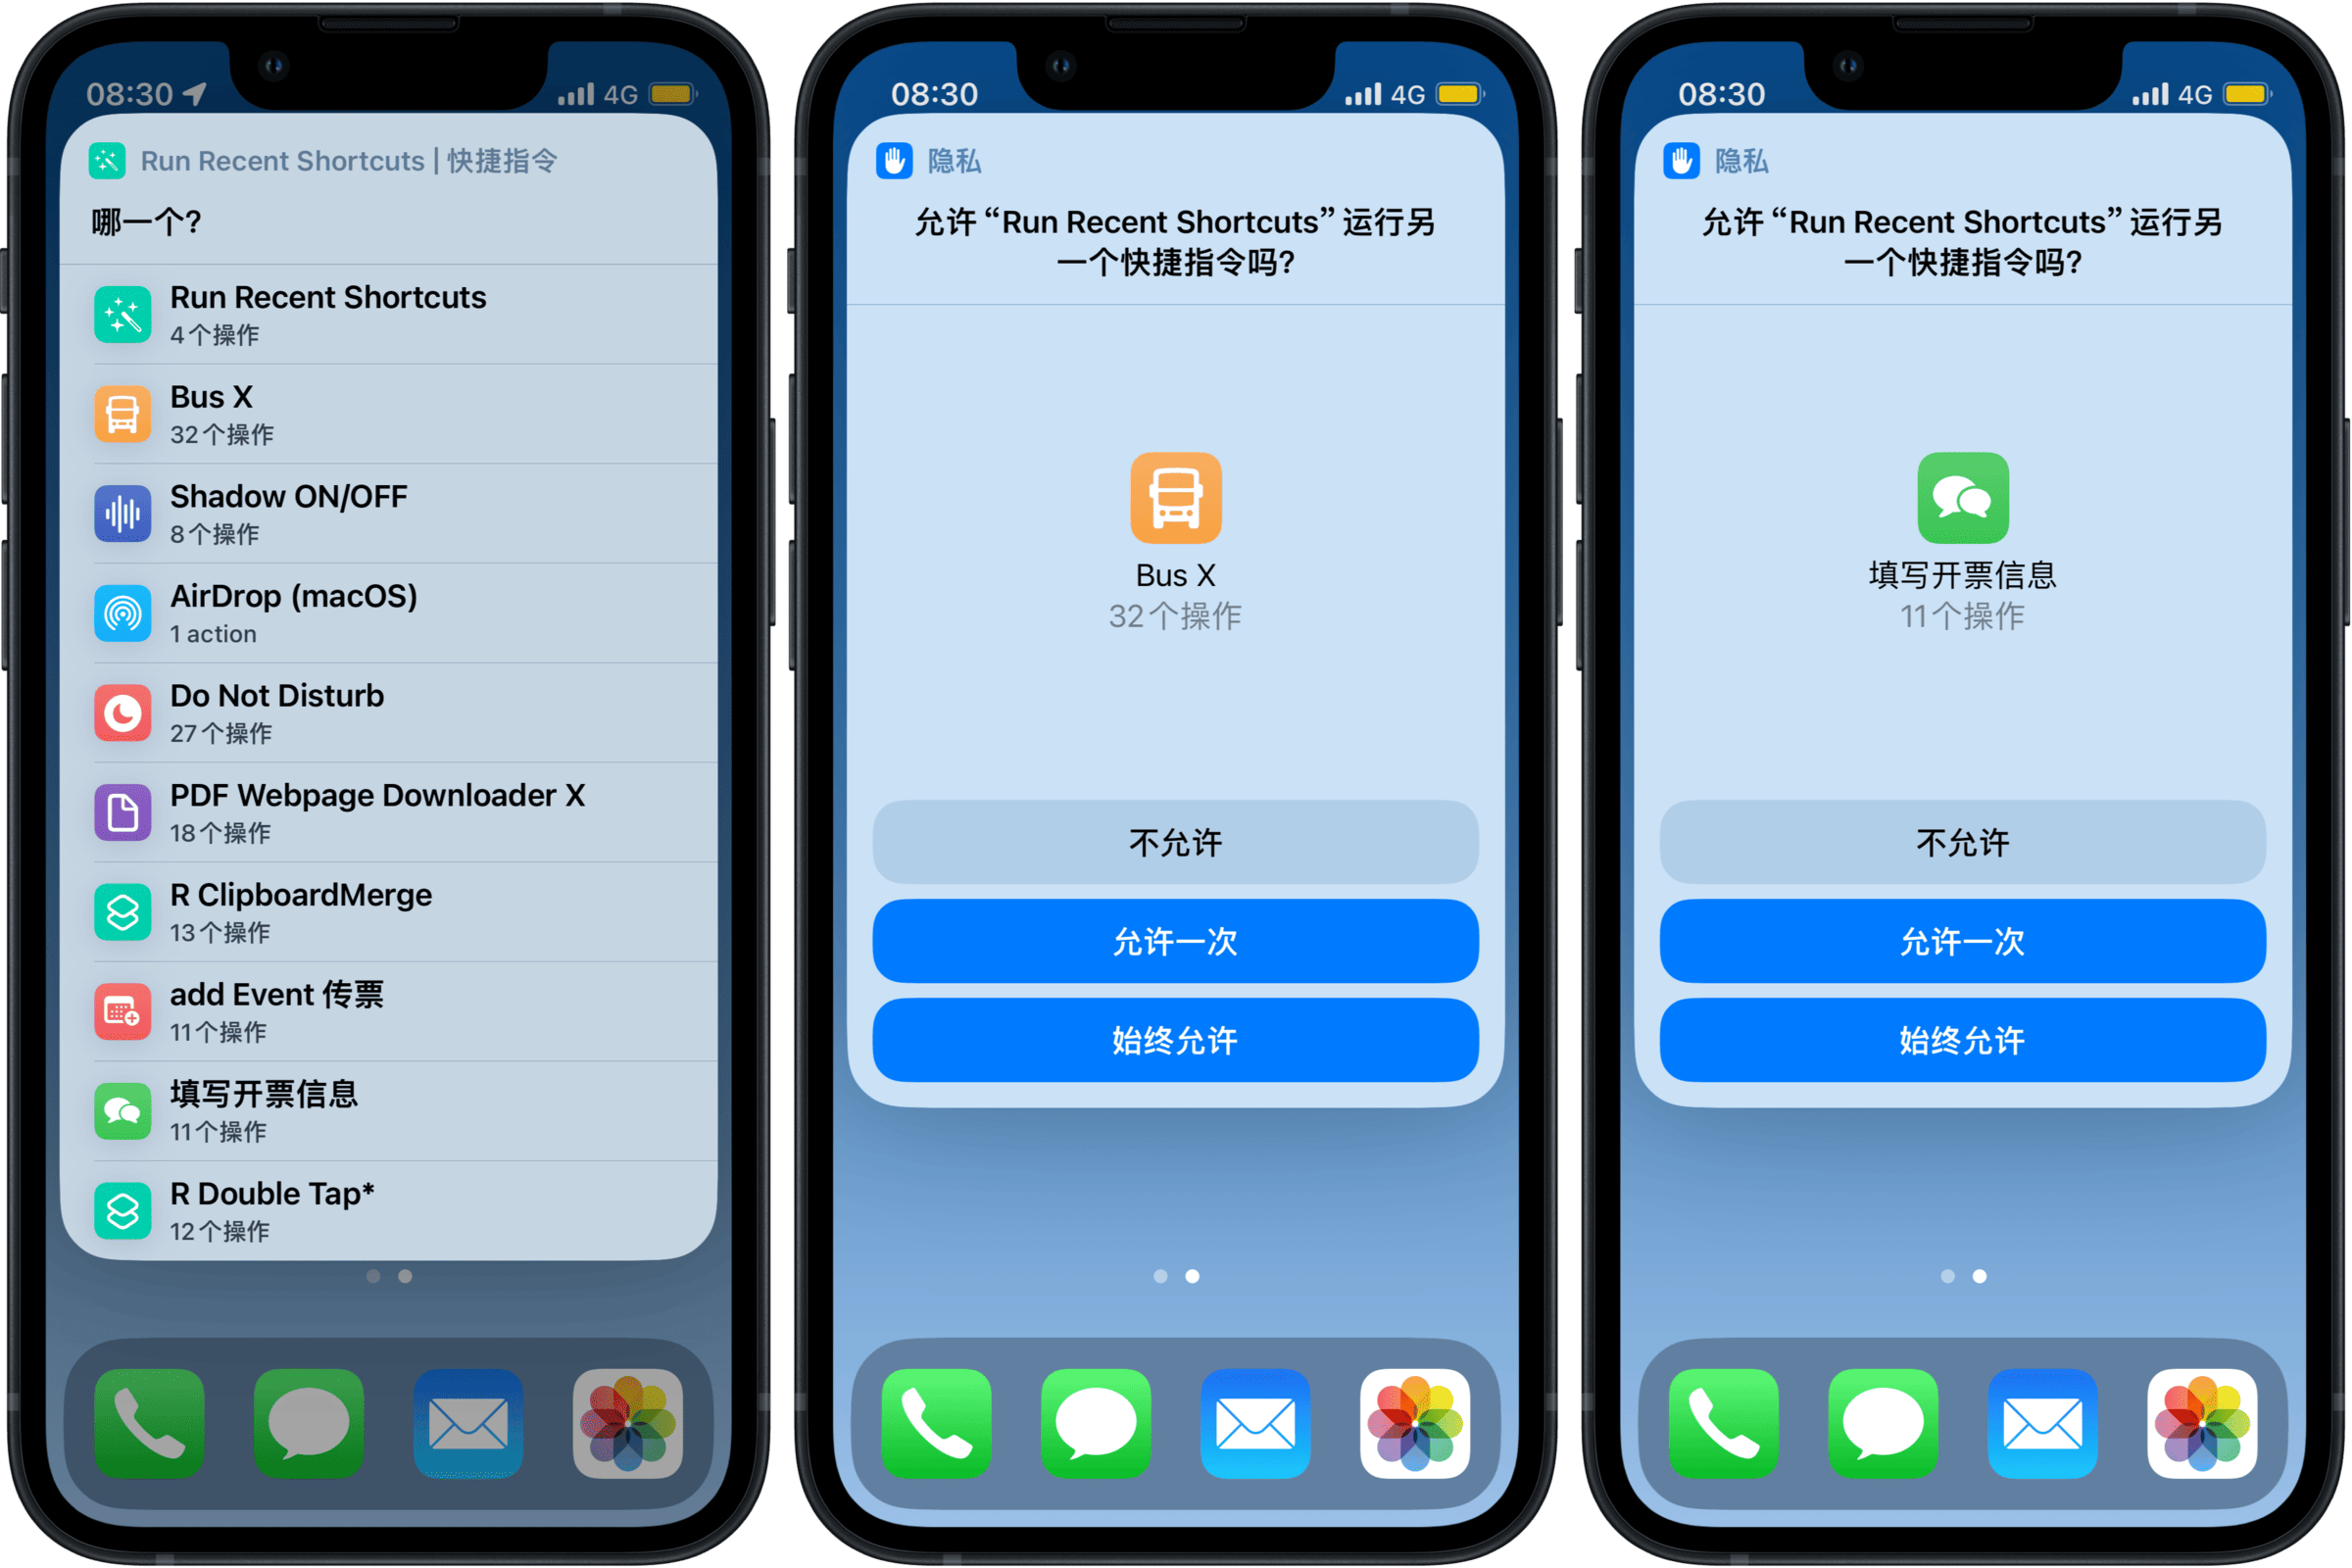 08:30
4G
Run Recent Shortcuts | 快捷指令
哪一个?
Run Recent Shortcuts
4个操作
Bus X
32个操作
Shadow ON/OFF
8个操作
AirDrop (macOS)
1 action
Do Not Disturb
27个操作
PDF Webpage Downloader X
18个操作
R ClipboardMerge
13个操作
add Event 传票
11个操作
填写开票信息
11个操作
R Double Tap*
12个操作
08:30
4G
隐私
允许 “Run Recent Shortcuts” 运行另
一个快捷指令吗?
Bus X
32个操作
不允许
允许一次
始终允许
08:30
4G
隐私
允许 “Run Recent Shortcuts” 运行另
一个快捷指令吗?
填写开票信息
11个操作
不允许
允许一次
始终允许